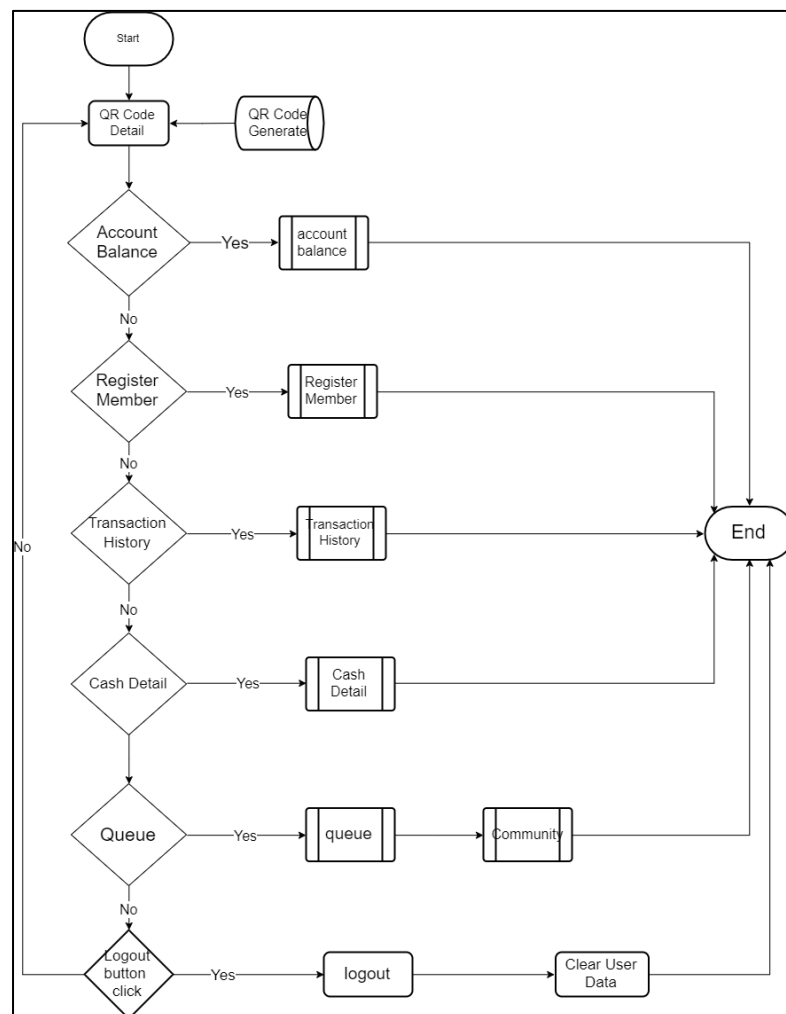 Start
QR Code
Detail
QR Code
Generate
Account
Balance
Yes
account
balance
No
Register
Member
Yes
Register
Member
No
Transaction
History
Yes
Transaction
History
End
No
No
Cash Detail
Yes
Cash
Detail
Queue
Yes
queue
Community
No
Logout
button
click
Yes
logout
Clear User
Data